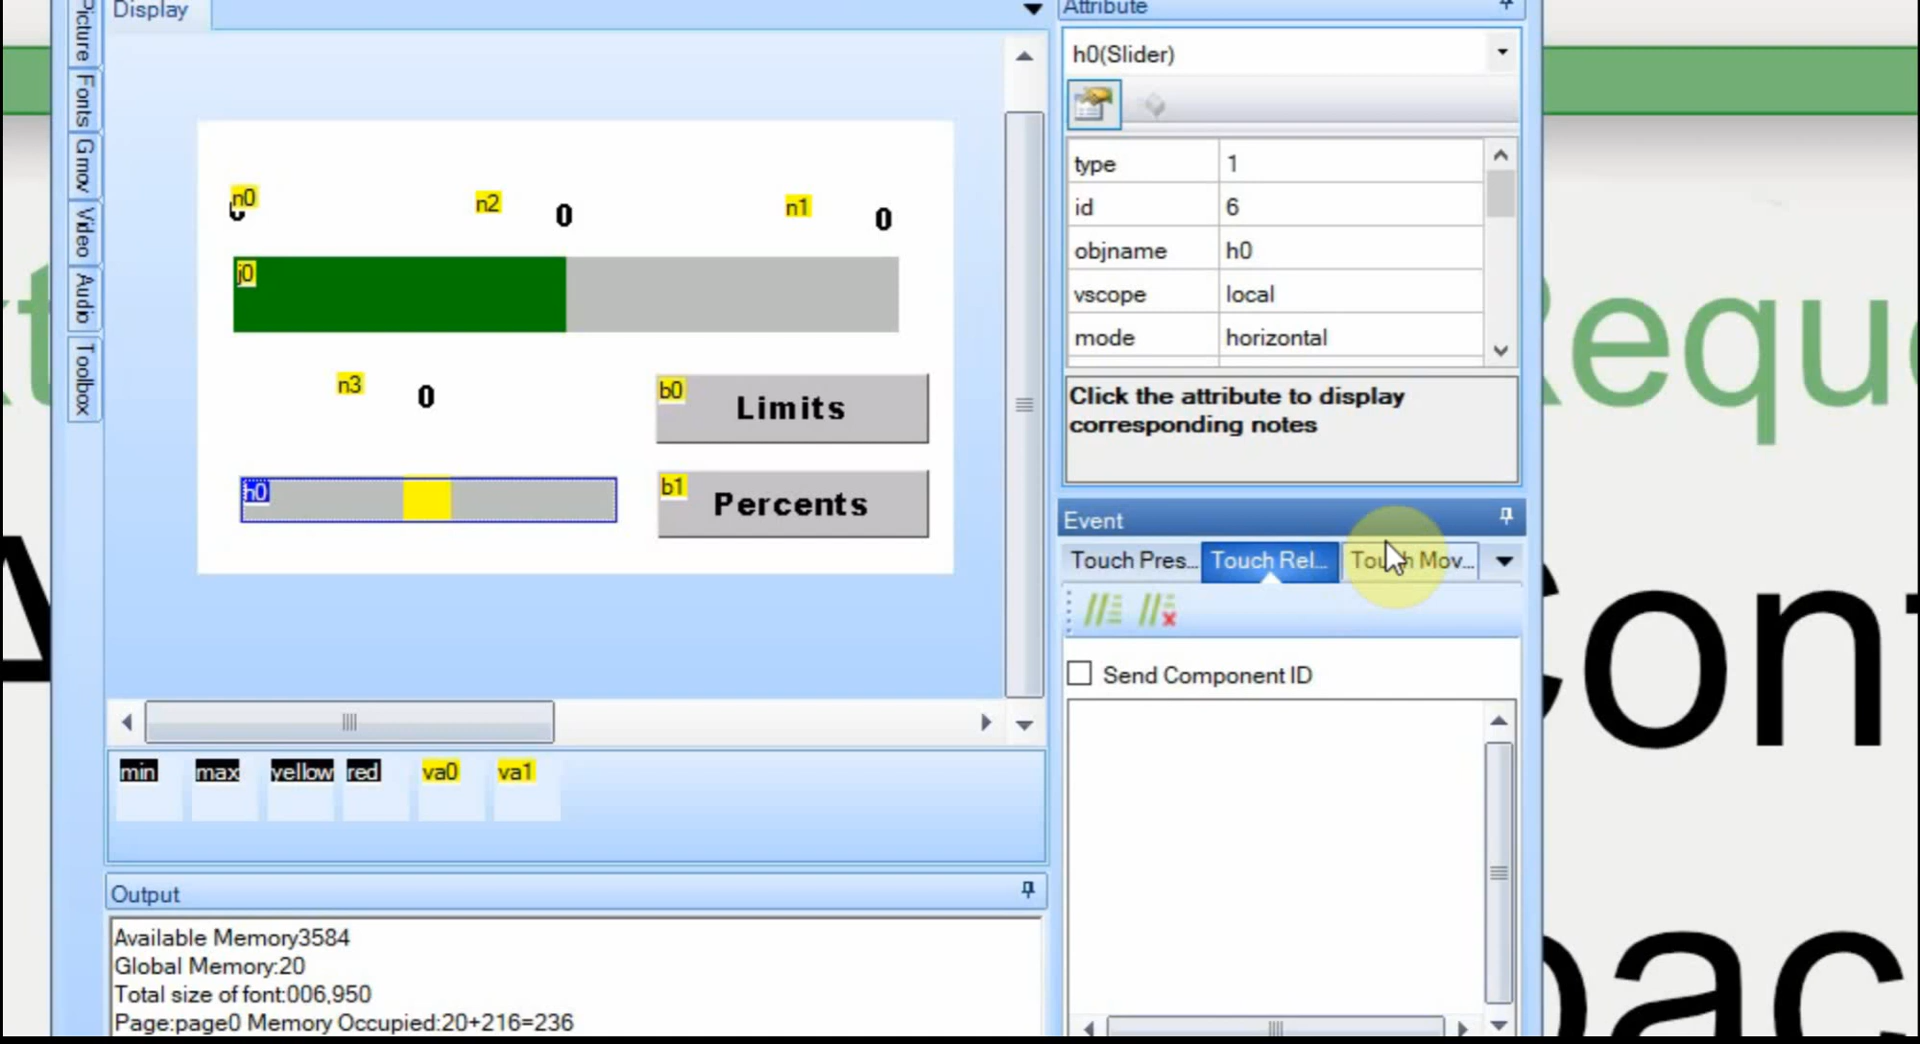 Display
Attribute
Picture
Fonts
Gmov
Video
Audio
Toolbox
h0(Slider)
type 1
id 6
objname h0
vscope local
mode horizontal
Click the attribute to display
corresponding notes
n0
n2 0
n1 0
j0
n3 0
b0 Limits
h0
b1 Percents
Event
Touch Pres... Touch Rel... Touch Mov...
Send Component ID
min max yellow red va0 va1
Output
Available Memory3584
Global Memory:20
Total size of font:006,950
Page:page0 Memory Occupied:20+216=236